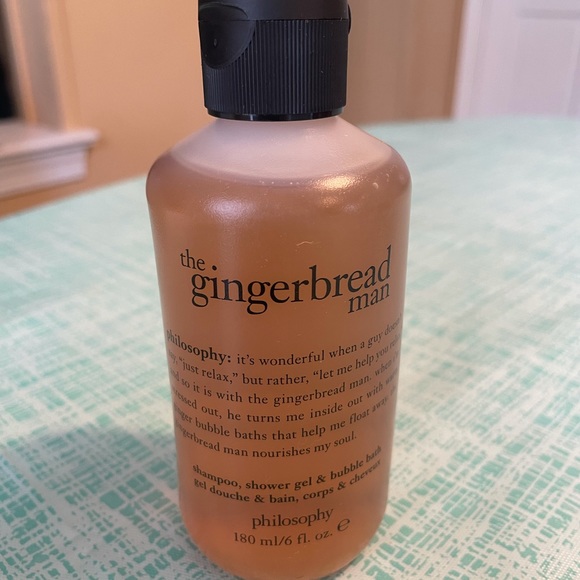 the
gingerbread
man
philosophy: it's wonderful when a guy doesn't
"just relax," but rather, "let me help you
so it is with the gingerbread man. when
out, he turns me inside out with
bubble baths that help me float away
gingerbread man nourishes my soul.
shampoo, shower gel & bubble bath
gel douche & bain, corps & cheveux
philosophy
180 ml/6 fl. oz. ℮